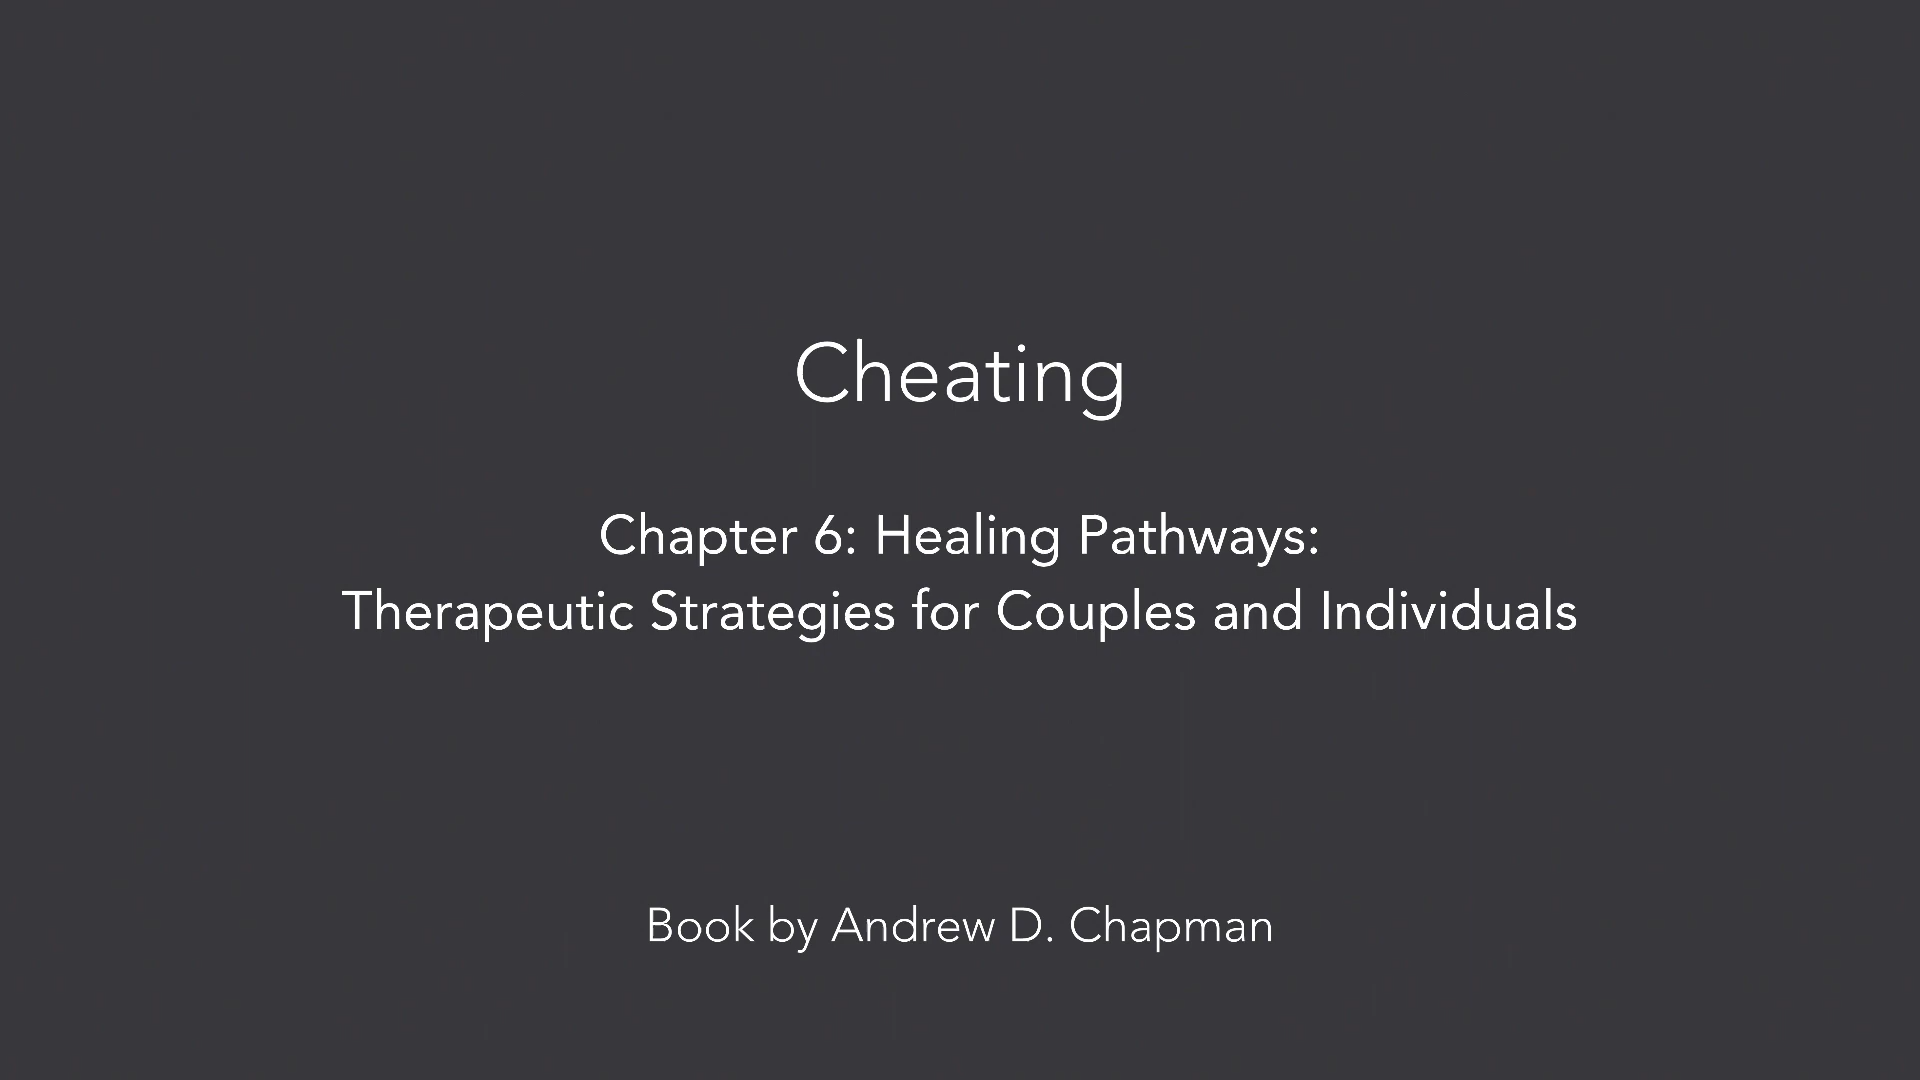 Cheating
Chapter 6: Healing Pathways:
Therapeutic Strategies for Couples and Individuals
Book by Andrew D. Chapman